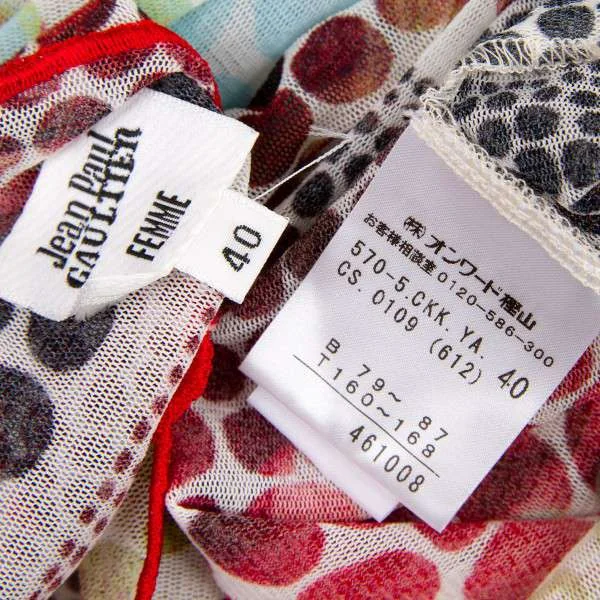 Jean Paul
GAULTIER
FEMME
40
(株) オンワード樫山
お客様相談室 0120-586-300
570-5.CKK.YA. 40
CS. 0109 (612)
B 79~ 87
T160~168
461008